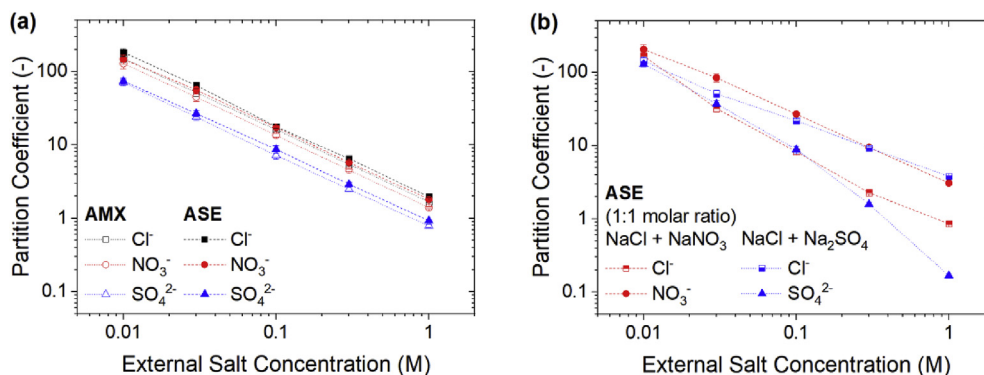 (a)
Partition Coefficient (-)
100
10
1
0.1
AMX ASE
Cl⁻ Cl⁻
NO₃⁻ NO₃⁻
SO₄²⁻ SO₄²⁻
0.01 0.1 1
External Salt Concentration (M)
(b)
Partition Coefficient (-)
100
10
1
0.1
ASE
(1:1 molar ratio)
NaCl + NaNO₃ NaCl + Na₂SO₄
Cl⁻ Cl⁻
NO₃⁻ SO₄²⁻
0.01 0.1 1
External Salt Concentration (M)